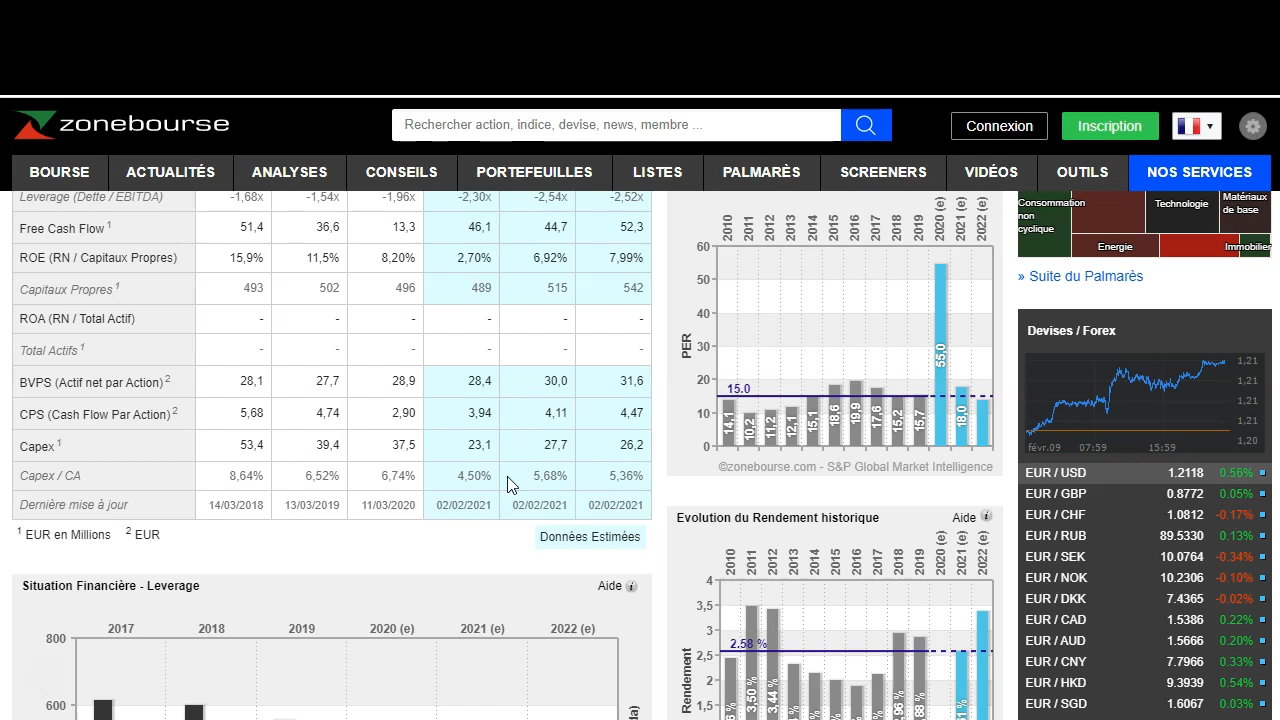 zonebourse
Rechercher action, indice, devise, news, membre ...
Connexion
Inscription
BOURSE ACTUALITÉS ANALYSES CONSEILS PORTEFEUILLES LISTES PALMARÈS SCREENERS VIDÉOS OUTILS NOS SERVICES
Leverage (Dette / EBITDA) -1,68x -1,54x -1,96x -2,30x -2,54x -2,52x
Free Cash Flow 1 51,4 36,6 13,3 46,1 44,7 52,3
ROE (RN / Capitaux Propres) 15,9% 11,5% 8,20% 2,70% 6,92% 7,99%
Capitaux Propres 1 493 502 496 489 515 542
ROA (RN / Total Actif) - - - - - -
Total Actifs 1 - - - - - -
BVPS (Actif net par Action) 2 28,1 27,7 28,9 28,4 30,0 31,6
CPS (Cash Flow Par Action) 2 5,68 4,74 2,90 3,94 4,11 4,47
Capex 1 53,4 39,4 37,5 23,1 27,7 26,2
Capex / CA 8,64% 6,52% 6,74% 4,50% 5,68% 5,36%
Dernière mise à jour 14/03/2018 13/03/2019 11/03/2020 02/02/2021 02/02/2021 02/02/2021
1 EUR en Millions 2 EUR
Données Estimées
Situation Financière - Leverage
Aide
2017 2018 2019 2020 (e) 2021 (e) 2022 (e)
800
600
2010 2011 2012 2013 2014 2015 2016 2017 2018 2019 2020 (e) 2021 (e) 2022 (e)
60
50
40
30
20
10
0
PER
15.0
14,1 10,2 11,2 12,1 15,1 18,6 19,9 17,6 15,2 15,7 55,0 18,0
©zonebourse.com - S&P Global Market Intelligence
Evolution du Rendement historique
Aide
2010 2011 2012 2013 2014 2015 2016 2017 2018 2019 2020 (e) 2021 (e) 2022 (e)
4
3,5
3
2,5
2
1,5
Rendement
2.58 %
3,50 % 3,44 %
Consommation
non
cyclique
Technologie
Matériaux
de base
Energie
Immobilier
» Suite du Palmarès
Devises / Forex
1,21
1,21
1,21
1,21
1,20
févr.09 07:59 15:59
EUR / USD 1.2118 0.56%
EUR / GBP 0.8772 0.05%
EUR / CHF 1.0812 -0.17%
EUR / RUB 89.5330 0.13%
EUR / SEK 10.0764 -0.34%
EUR / NOK 10.2306 -0.10%
EUR / DKK 7.4365 -0.02%
EUR / CAD 1.5386 0.22%
EUR / AUD 1.5666 0.20%
EUR / CNY 7.7966 0.33%
EUR / HKD 9.3939 0.54%
EUR / SGD 1.6067 0.03%